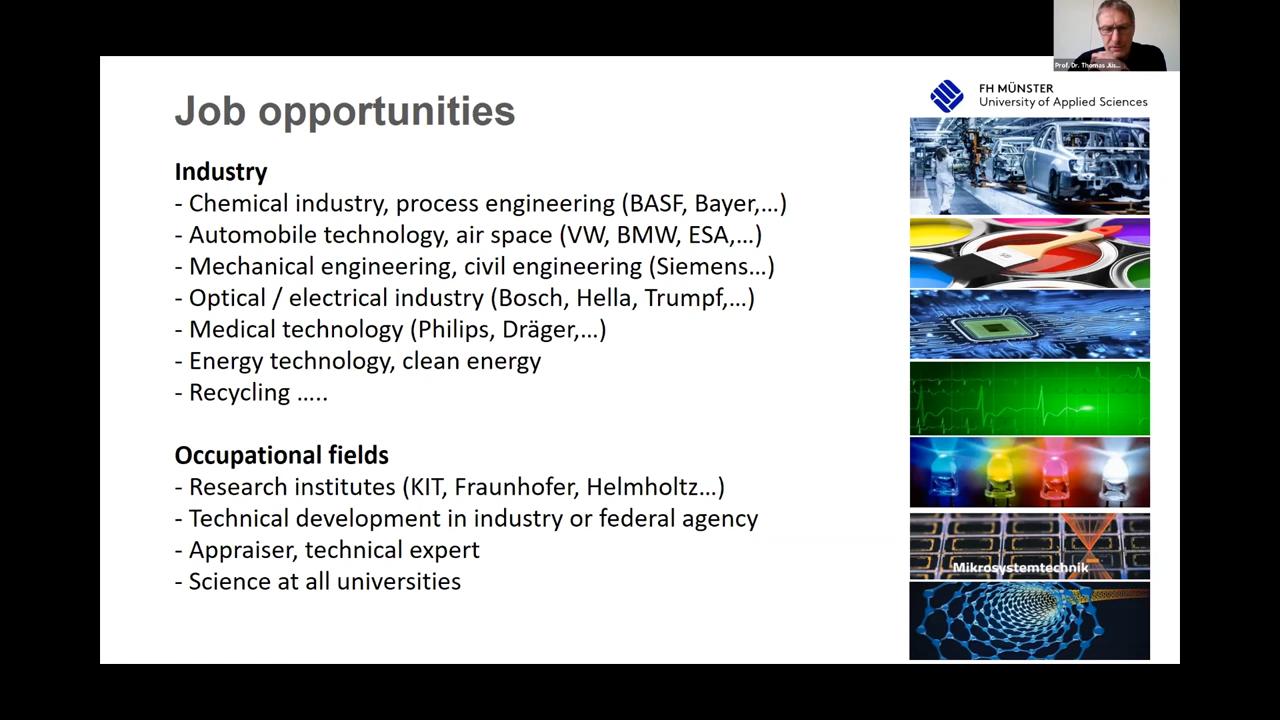 Prof. Dr. Thomas Jüs...
FH MÜNSTER
University of Applied Sciences
Job opportunities
Industry
- Chemical industry, process engineering (BASF, Bayer,...)
- Automobile technology, air space (VW, BMW, ESA,...)
- Mechanical engineering, civil engineering (Siemens...)
- Optical / electrical industry (Bosch, Hella, Trumpf,...)
- Medical technology (Philips, Dräger,...)
- Energy technology, clean energy
- Recycling .....
Occupational fields
- Research institutes (KIT, Fraunhofer, Helmholtz...)
- Technical development in industry or federal agency
- Appraiser, technical expert
- Science at all universities
Mikrosystemtechnik